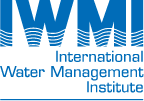 IWMI
International
Water Management
Institute